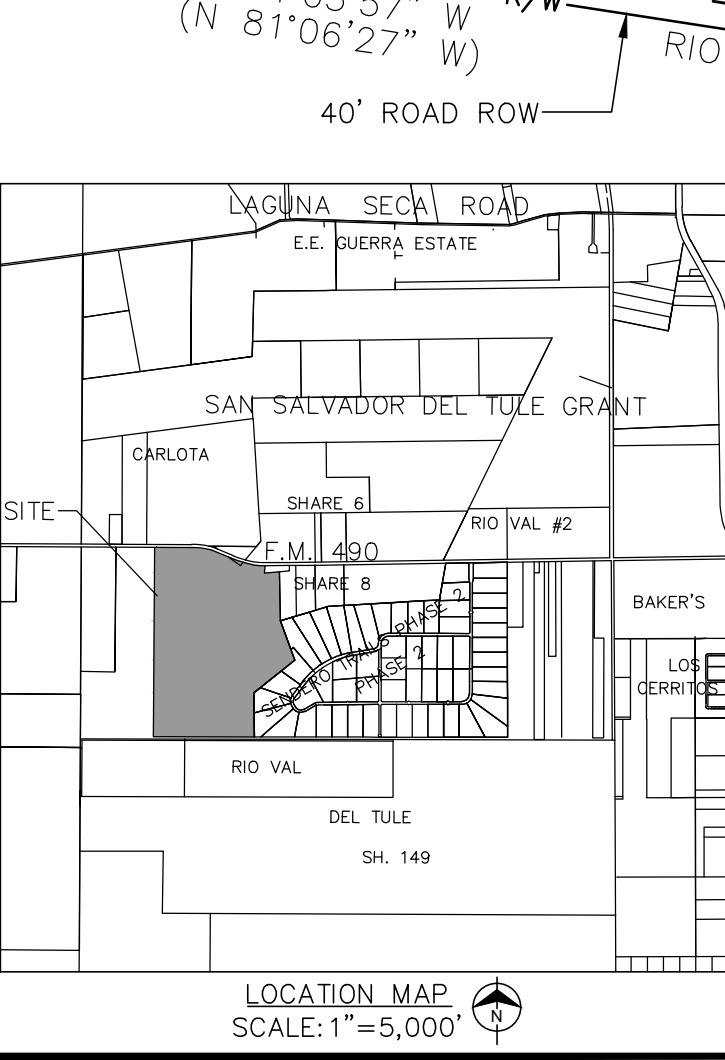 W
(N 81°06'27" W)
R/W
RIO
40' ROAD ROW
LAGUNA SECA ROAD
E.E. GUERRA ESTATE
SAN SALVADOR DEL TULE GRANT
CARLOTA
SHARE 6
SITE
RIO VAL #2
F.M. 490
SHARE 8
BAKER'S
SENDERO TRAILS PHASE 2
PHASE 2
LOS
CERRITOS
RIO VAL
DEL TULE
SH. 149
LOCATION MAP
SCALE: 1"=5,000'
N